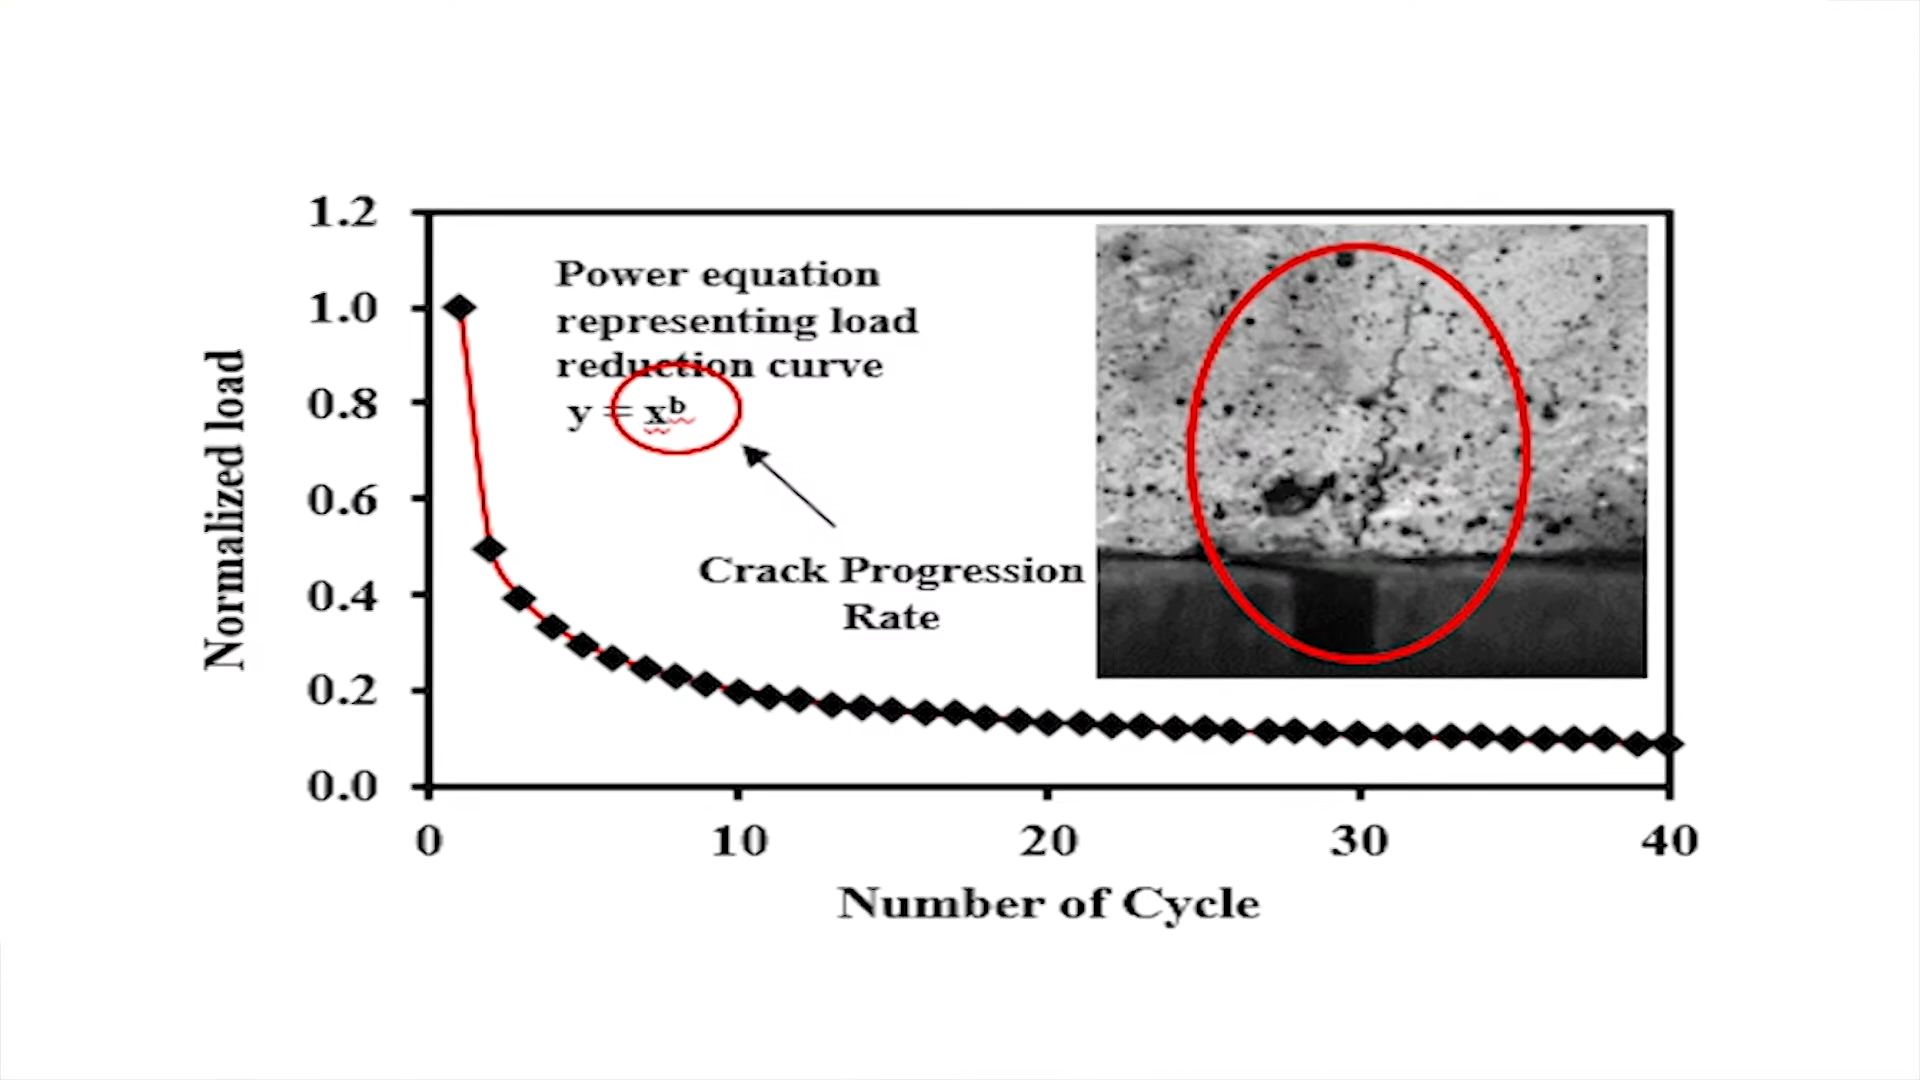 1.2
1.0
0.8
0.6
0.4
0.2
0.0
Normalized load
Power equation
representing load
reduction curve
y = xᵇ
Crack Progression
Rate
0 10 20 30 40
Number of Cycle